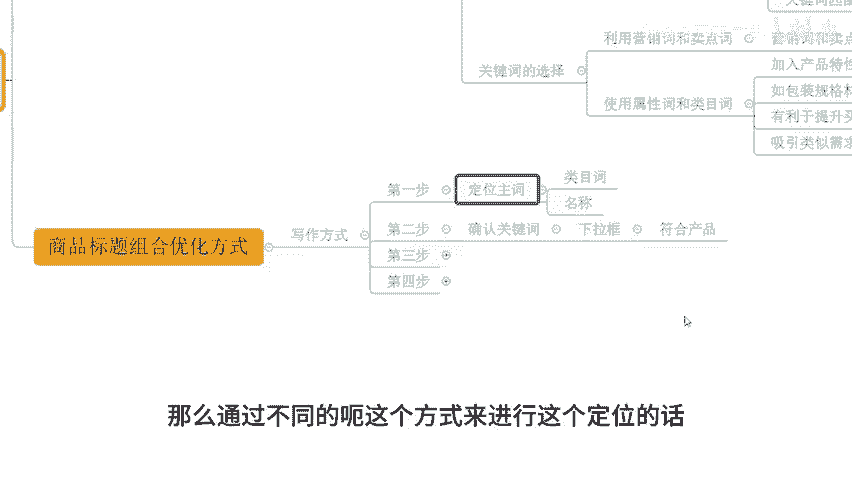 利用营销词和卖点词
营销词和卖点
关键词的选择
加入产品特性
使用属性词和类目词
如包装规格材
有利于提升买
吸引类似需求
第一步
定位主词
类目词
名称
商品标题组合优化方式
写作方式
第二步
确认关键词
下拉框
符合产品
第三步
第四步
那么通过不同的呃这个方式来进行这个定位的话